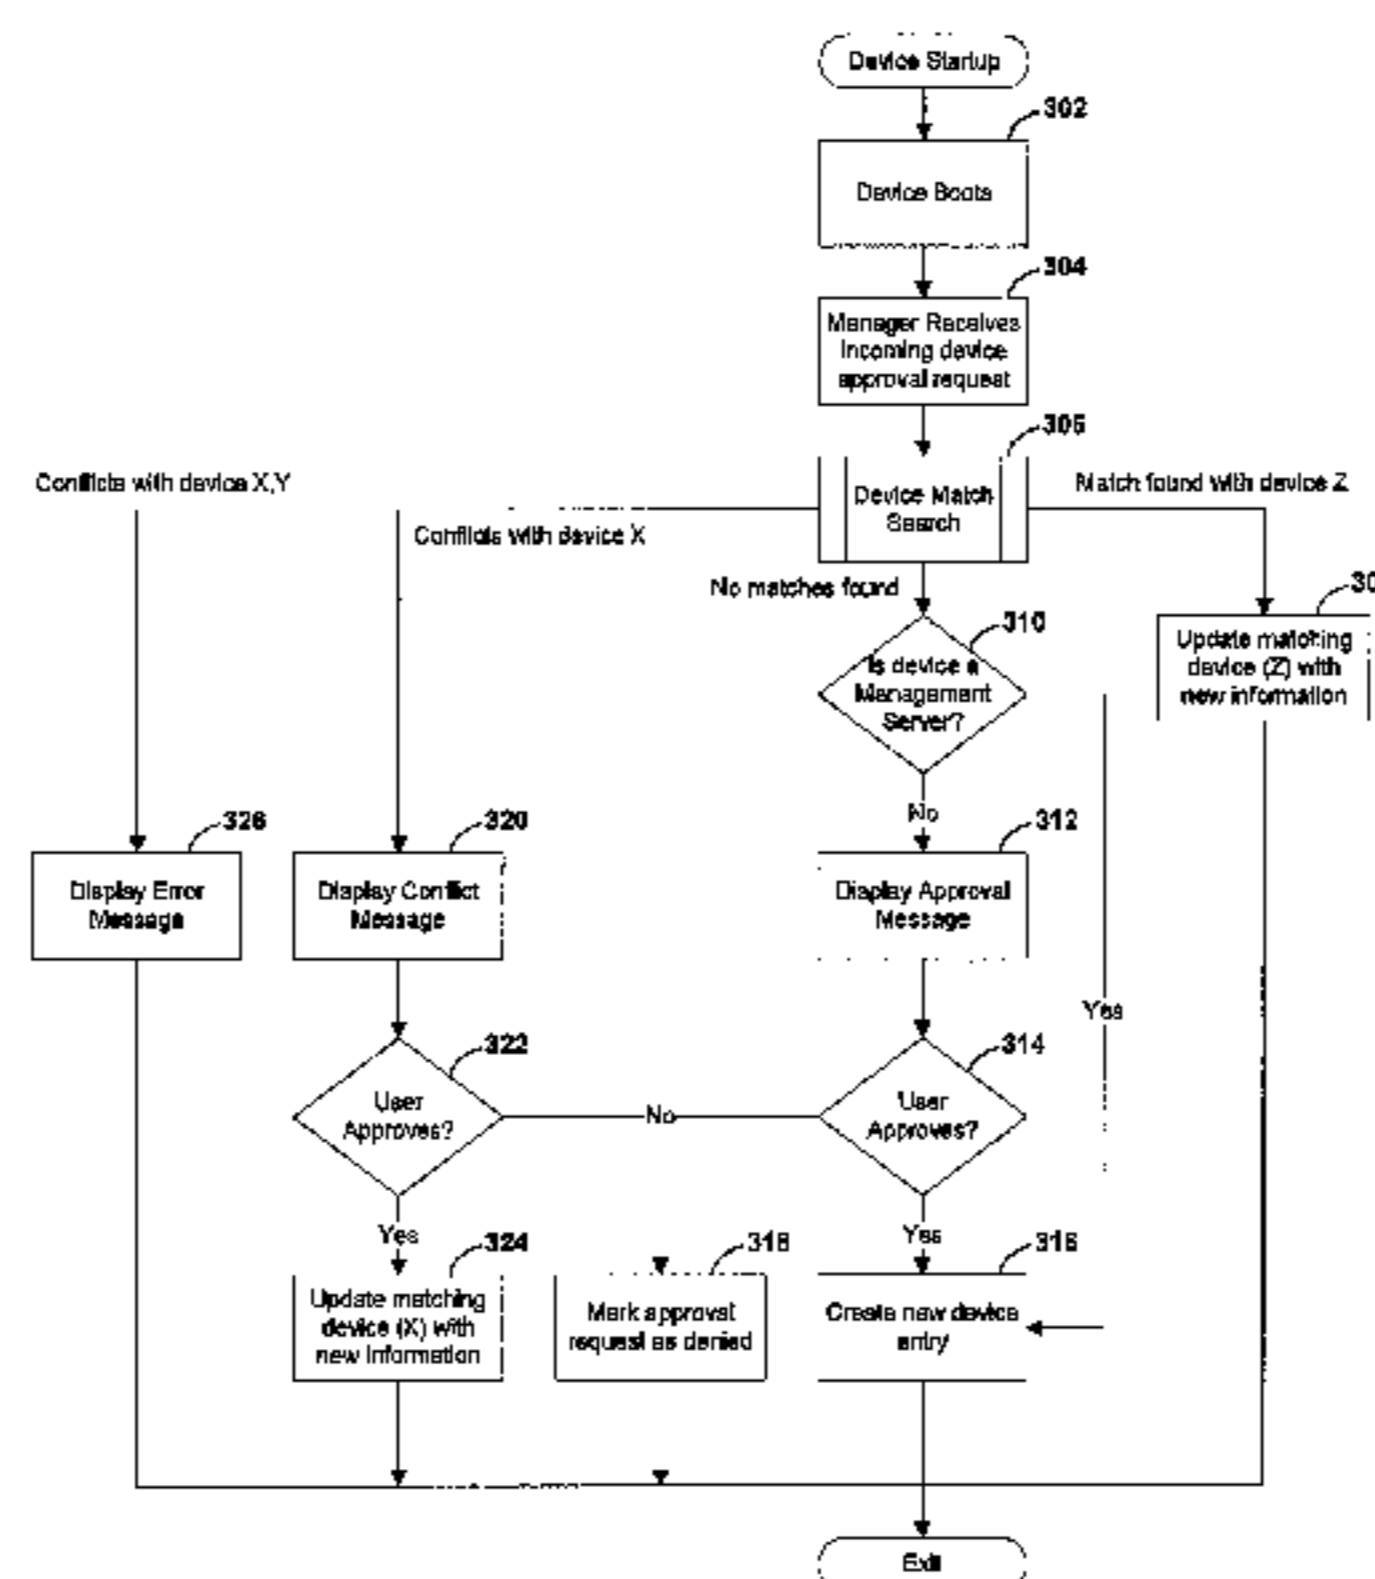 Device Startup
302
Device Boots
304
Manager Receives
Incoming device
approval request
306
Device Match
Search
Conflicts with device X,Y
Conflicts with device X
Match found with device Z
No matches found
310
Is device a
Management
Server?
30
Update matching
device (Z) with
new information
No
326
Display Error
Message
320
Display Conflict
Message
312
Display Approval
Message
Yes
322
User
Approves?
No
314
User
Approves?
Yes
324
Update matching
device (X) with
new information
318
Mark approval
request as denied
Yes
316
Create new device
entry
Exit